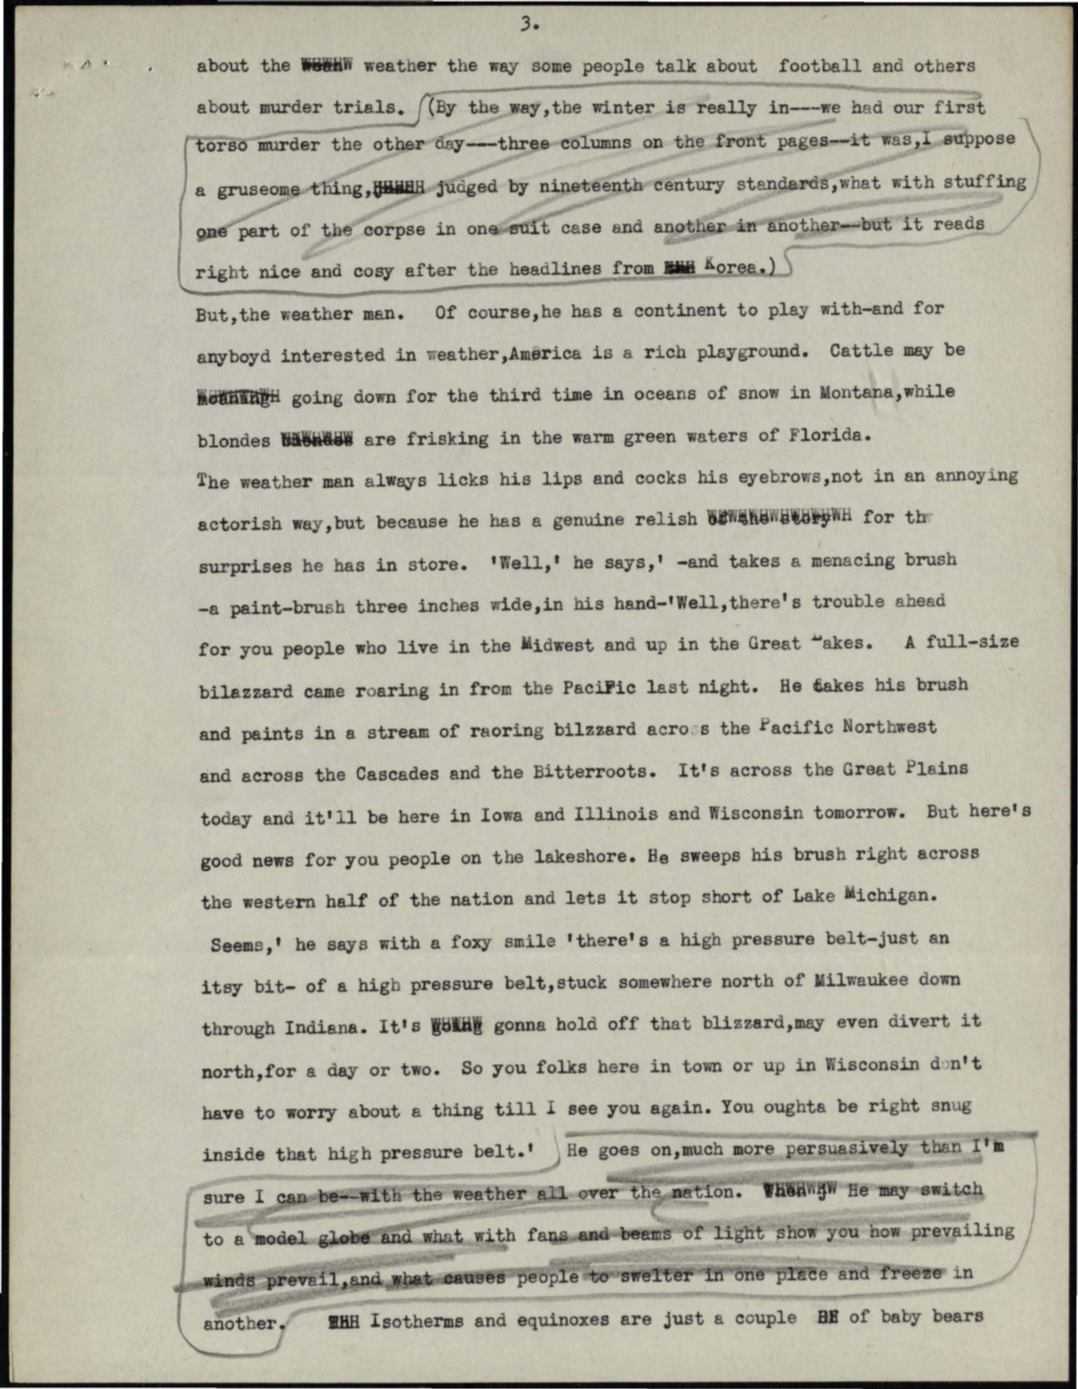 3.
about the weather the way some people talk about football and others
about murder trials. (By the way,the winter is really in---we had our first
torso murder the other day---three columns on the front pages--it was,I suppose
a gruseome thing, judged by nineteenth century standards,what with stuffing
one part of the corpse in one suit case and another in another--but it reads
right nice and cosy after the headlines from Korea.)
But,the weather man. Of course,he has a continent to play with-and for
anyboyd interested in weather,America is a rich playground. Cattle may be
going down for the third time in oceans of snow in Montana,while
blondes are frisking in the warm green waters of Florida.
The weather man always licks his lips and cocks his eyebrows,not in an annoying
actorish way,but because he has a genuine relish of the story for th
surprises he has in store. 'Well,' he says,' -and takes a menacing brush
-a paint-brush three inches wide,in his hand-'Well,there's trouble ahead
for you people who live in the Midwest and up in the Great Lakes. A full-size
bilazzard came roaring in from the Pacific last night. He takes his brush
and paints in a stream of raoring bilzzard across the Pacific Northwest
and across the Cascades and the Bitterroots. It's across the Great Plains
today and it'll be here in Iowa and Illinois and Wisconsin tomorrow. But here's
good news for you people on the lakeshore. He sweeps his brush right across
the western half of the nation and lets it stop short of Lake Michigan.
Seems,' he says with a foxy smile 'there's a high pressure belt-just an
itsy bit- of a high pressure belt,stuck somewhere north of Milwaukee down
through Indiana. It's going gonna hold off that blizzard,may even divert it
north,for a day or two. So you folks here in town or up in Wisconsin don't
have to worry about a thing till I see you again. You oughta be right snug
inside that high pressure belt.' He goes on,much more persuasively than I'm
sure I can be--with the weather all over the nation. He may switch
to a model globe and what with fans and beams of light show you how prevailing
winds prevail,and what causes people to swelter in one place and freeze in
another. Isotherms and equinoxes are just a couple of baby bears